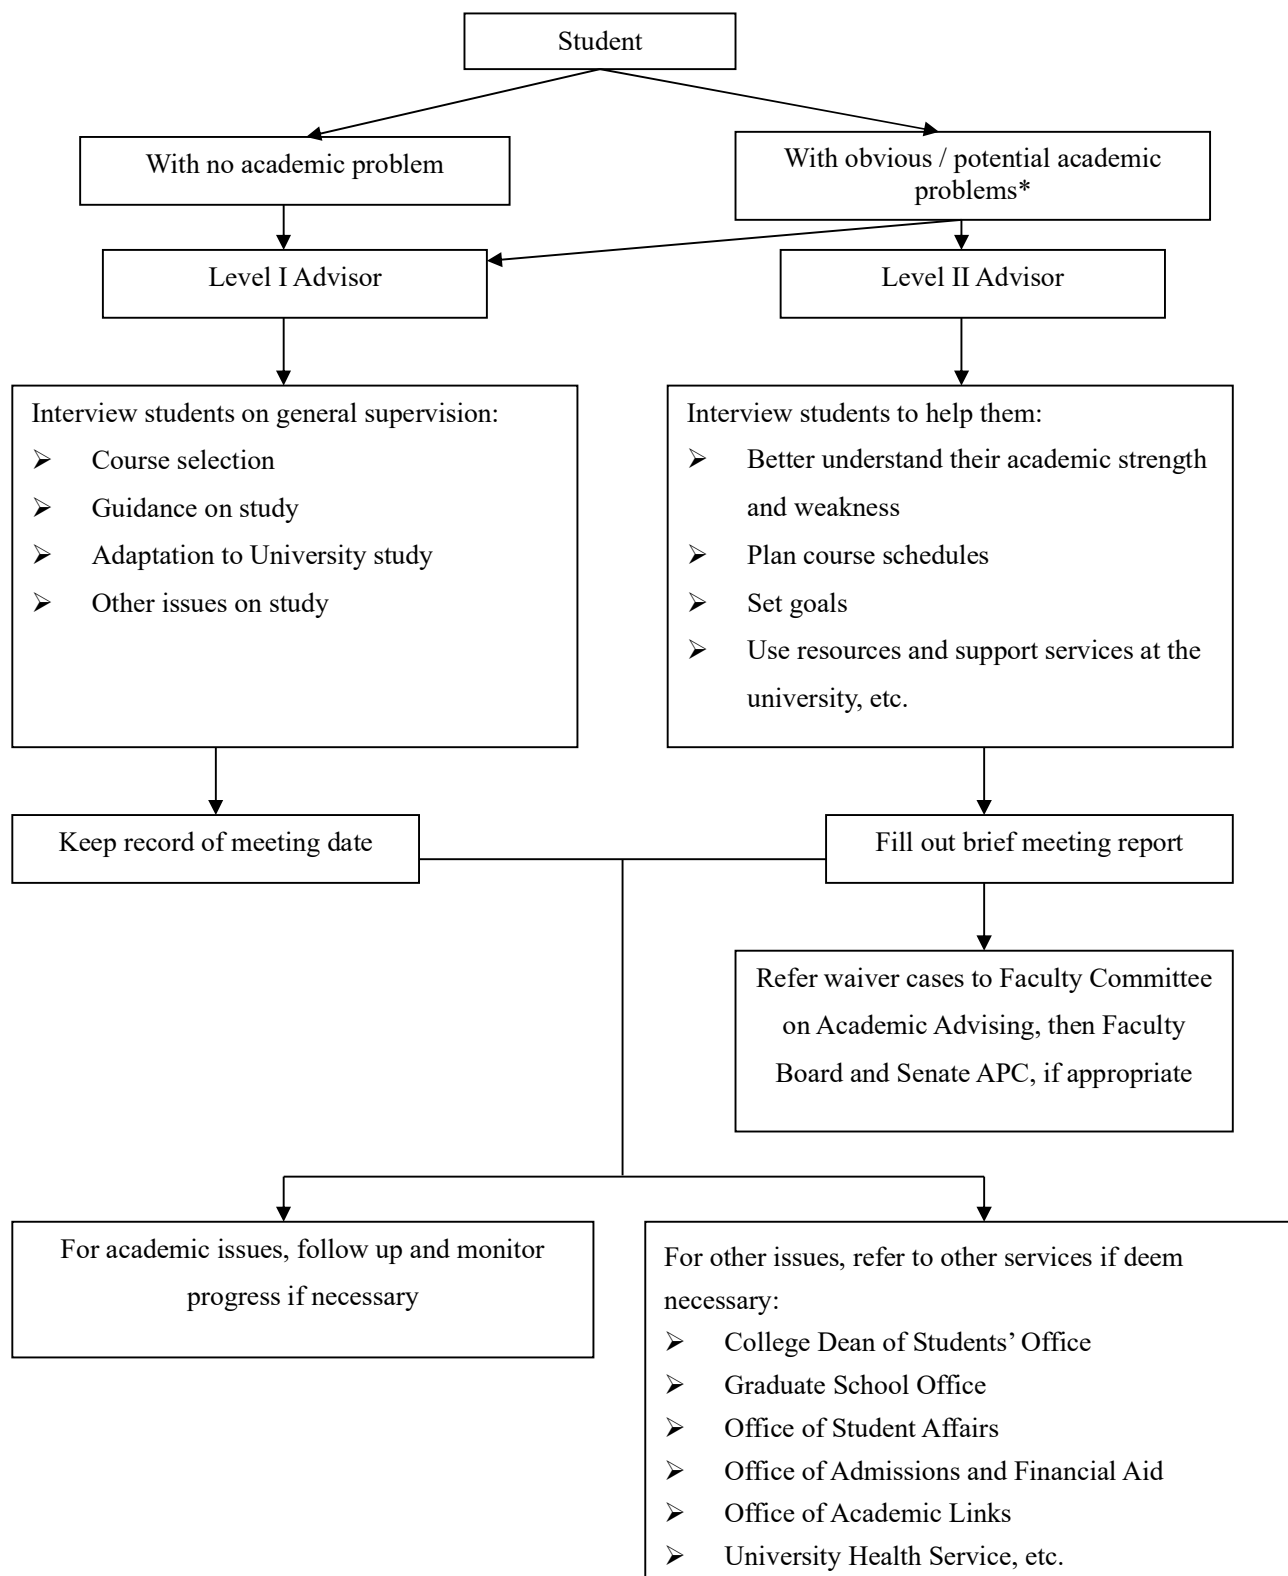 Student
With no academic problem
With obvious / potential academic
problems*
Level I Advisor
Level II Advisor
Interview students on general supervision:
➢ Course selection
➢ Guidance on study
➢ Adaptation to University study
➢ Other issues on study
Interview students to help them:
➢ Better understand their academic strength
and weakness
➢ Plan course schedules
➢ Set goals
➢ Use resources and support services at the
university, etc.
Keep record of meeting date
Fill out brief meeting report
Refer waiver cases to Faculty Committee
on Academic Advising, then Faculty
Board and Senate APC, if appropriate
For academic issues, follow up and monitor
progress if necessary
For other issues, refer to other services if deem
necessary:
➢ College Dean of Students’ Office
➢ Graduate School Office
➢ Office of Student Affairs
➢ Office of Admissions and Financial Aid
➢ Office of Academic Links
➢ University Health Service, etc.